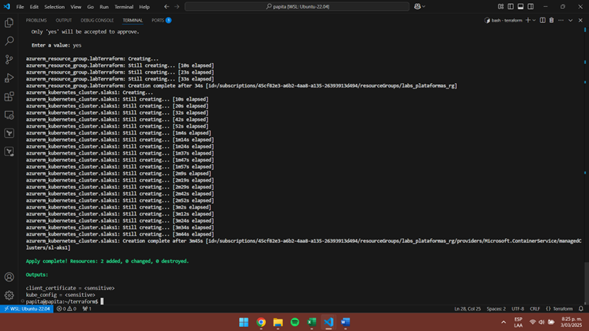 File Edit Selection View Go Run Terminal Help
papita [WSL: Ubuntu-22.04]
PROBLEMS OUTPUT DEBUG CONSOLE TERMINAL PORTS
bash - terraform
Only 'yes' will be accepted to approve.
Enter a value: yes
azurerm_resource_group.labTerraform: Creating...
azurerm_resource_group.labTerraform: Still creating... [10s elapsed]
azurerm_resource_group.labTerraform: Still creating... [23s elapsed]
azurerm_resource_group.labTerraform: Still creating... [33s elapsed]
azurerm_resource_group.labTerraform: Creation complete after 34s [id=/subscriptions/45cf82e3-a6b2-4aa8-a135-26393913d494/resourceGroups/labs_plataformas_rg]
azurerm_kubernetes_cluster.slaks1: Creating...
azurerm_kubernetes_cluster.slaks1: Still creating... [10s elapsed]
azurerm_kubernetes_cluster.slaks1: Still creating... [20s elapsed]
azurerm_kubernetes_cluster.slaks1: Still creating... [32s elapsed]
azurerm_kubernetes_cluster.slaks1: Still creating... [42s elapsed]
azurerm_kubernetes_cluster.slaks1: Still creating... [52s elapsed]
azurerm_kubernetes_cluster.slaks1: Still creating... [1m4s elapsed]
azurerm_kubernetes_cluster.slaks1: Still creating... [1m14s elapsed]
azurerm_kubernetes_cluster.slaks1: Still creating... [1m24s elapsed]
azurerm_kubernetes_cluster.slaks1: Still creating... [1m37s elapsed]
azurerm_kubernetes_cluster.slaks1: Still creating... [1m47s elapsed]
azurerm_kubernetes_cluster.slaks1: Still creating... [1m57s elapsed]
azurerm_kubernetes_cluster.slaks1: Still creating... [2m9s elapsed]
azurerm_kubernetes_cluster.slaks1: Still creating... [2m19s elapsed]
azurerm_kubernetes_cluster.slaks1: Still creating... [2m29s elapsed]
azurerm_kubernetes_cluster.slaks1: Still creating... [2m42s elapsed]
azurerm_kubernetes_cluster.slaks1: Still creating... [2m52s elapsed]
azurerm_kubernetes_cluster.slaks1: Still creating... [3m2s elapsed]
azurerm_kubernetes_cluster.slaks1: Still creating... [3m12s elapsed]
azurerm_kubernetes_cluster.slaks1: Still creating... [3m24s elapsed]
azurerm_kubernetes_cluster.slaks1: Still creating... [3m34s elapsed]
azurerm_kubernetes_cluster.slaks1: Still creating... [3m44s elapsed]
azurerm_kubernetes_cluster.slaks1: Creation complete after 3m45s [id=/subscriptions/45cf82e3-a6b2-4aa8-a135-26393913d494/resourceGroups/labs_plataformas_rg/providers/Microsoft.ContainerService/managedC
lusters/sl-aks1]
Apply complete! Resources: 2 added, 0 changed, 0 destroyed.
Outputs:
client_certificate = <sensitive>
kube_config = <sensitive>
papita@papita:~/terraform$
WSL: Ubuntu-22.04 0 0 1 Ln 28, Col 25 Spaces: 2 UTF-8 CRLF Terraform
ESP
LAA
8:25 p. m.
3/03/2025